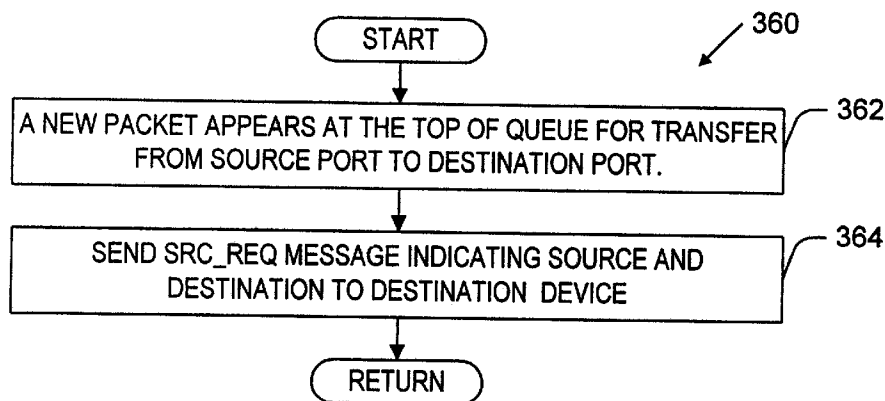 START
360
A NEW PACKET APPEARS AT THE TOP OF QUEUE FOR TRANSFER
FROM SOURCE PORT TO DESTINATION PORT.
362
SEND SRC_REQ MESSAGE INDICATING SOURCE AND
DESTINATION TO DESTINATION DEVICE
364
RETURN